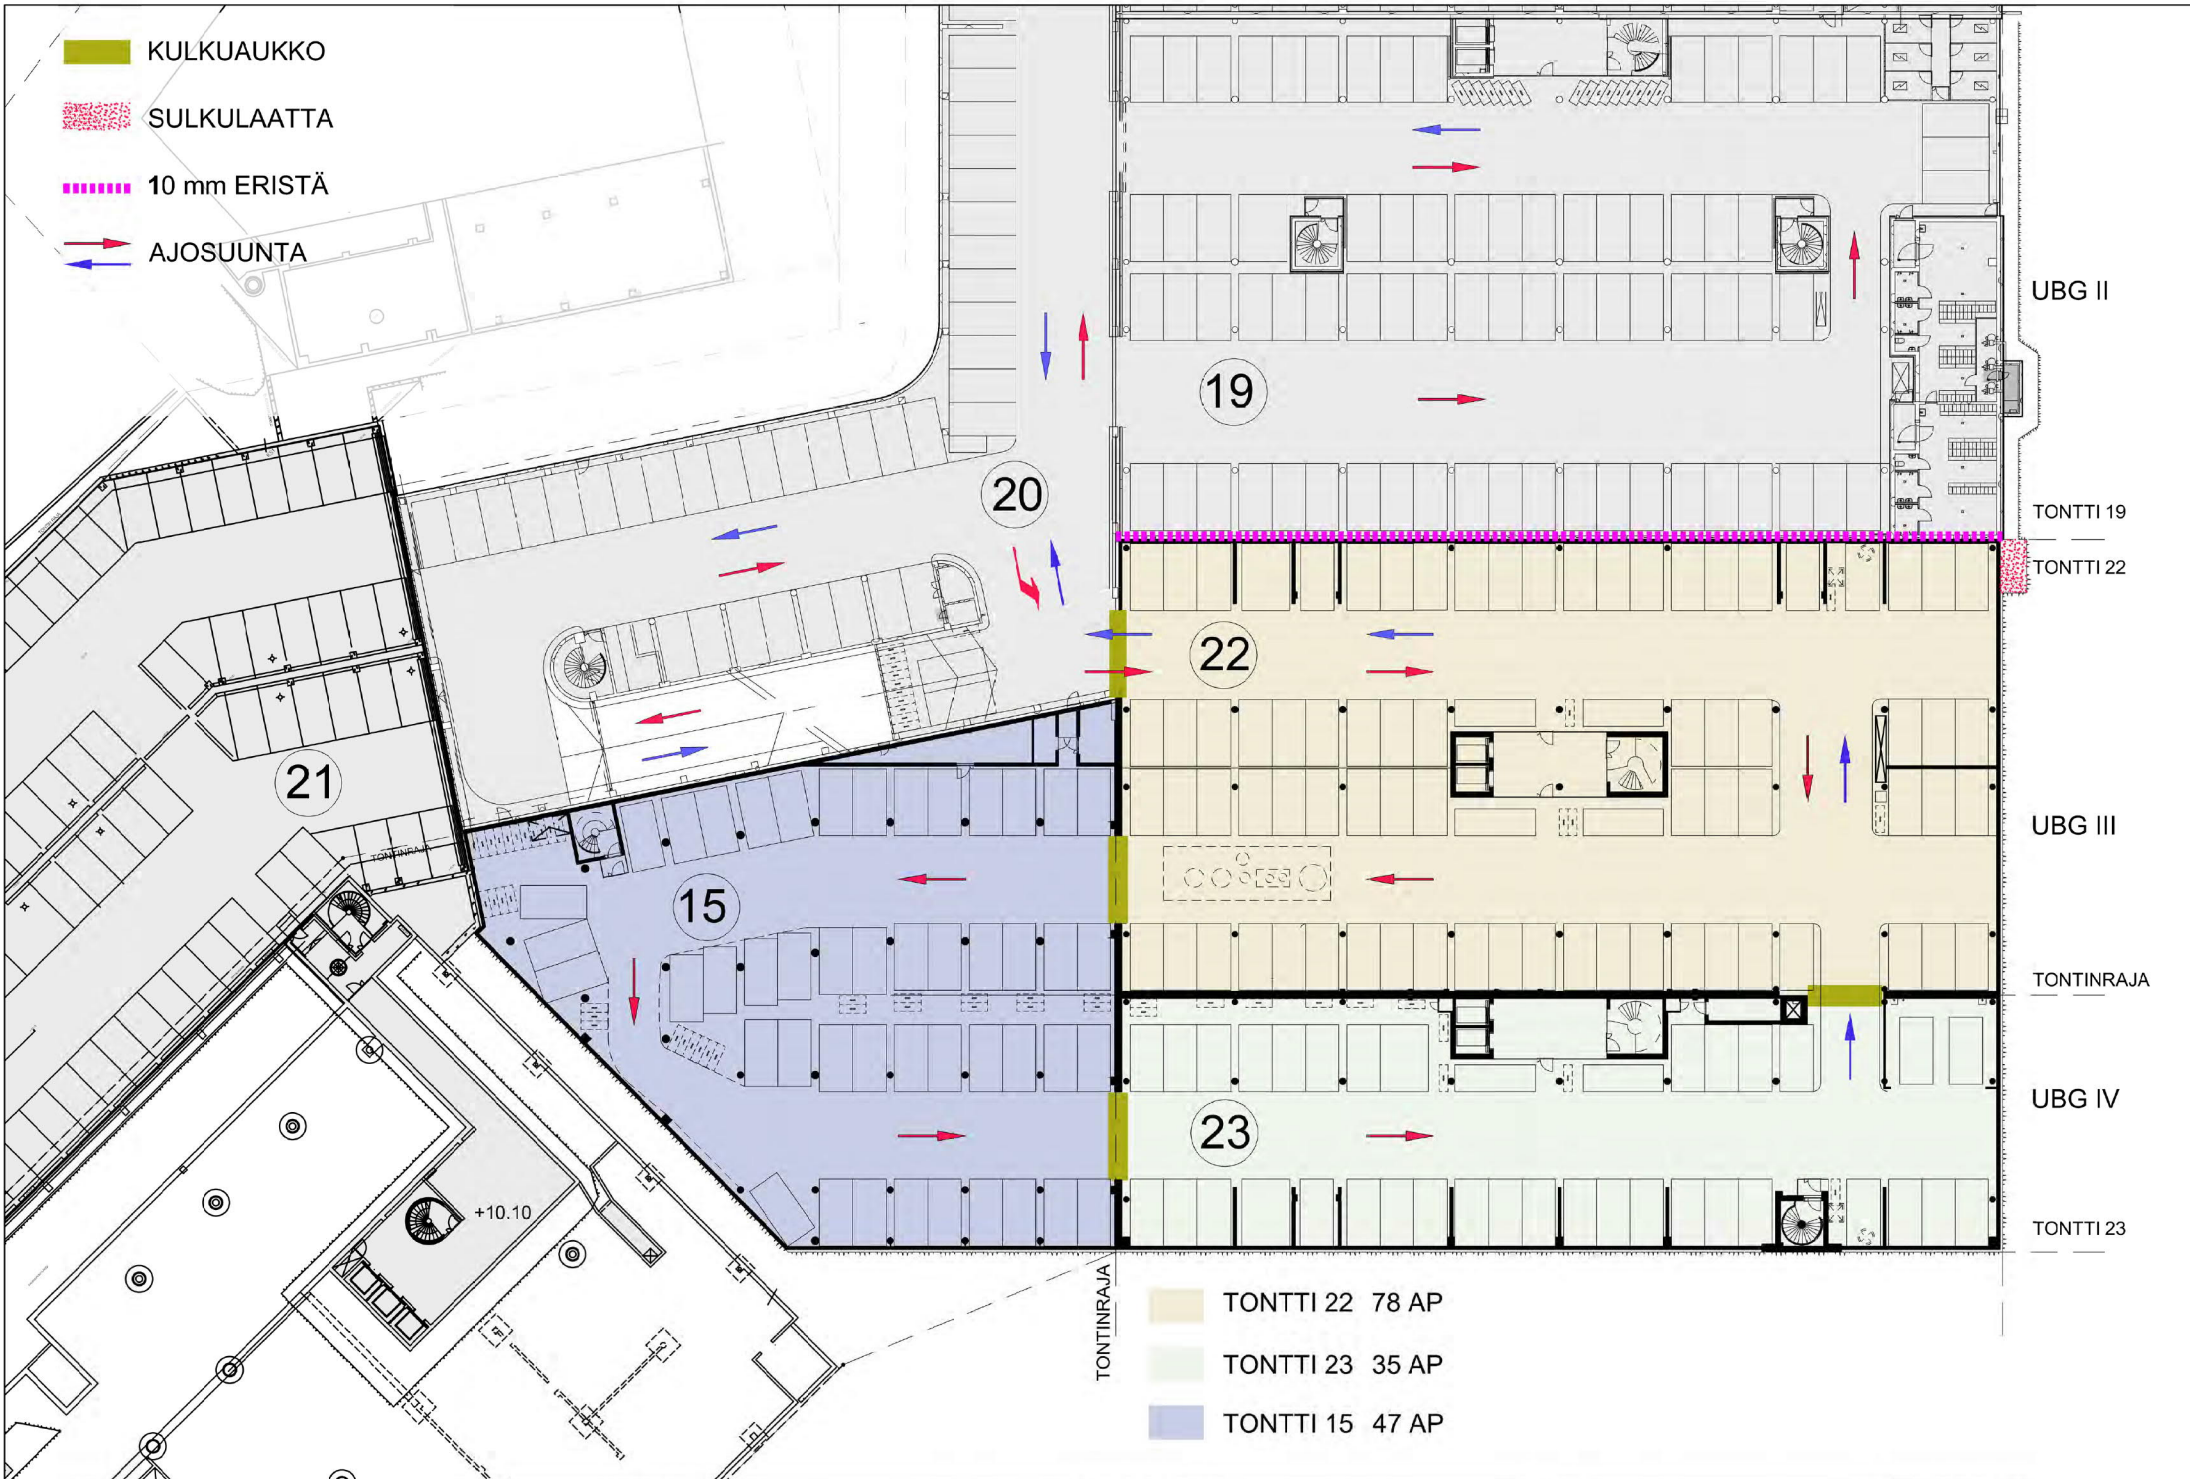 KULKUAUKKO
SULKULAATTA
10 mm ERISTÄ
AJOSUUNTA
UBG II
19
20
TONTTI 19
TONTTI 22
22
21
TONTINRAJA
UBG III
15
TONTINRAJA
UBG IV
23
+10.10
TONTTI 23
TONTINRAJA
TONTTI 22 78 AP
TONTTI 23 35 AP
TONTTI 15 47 AP